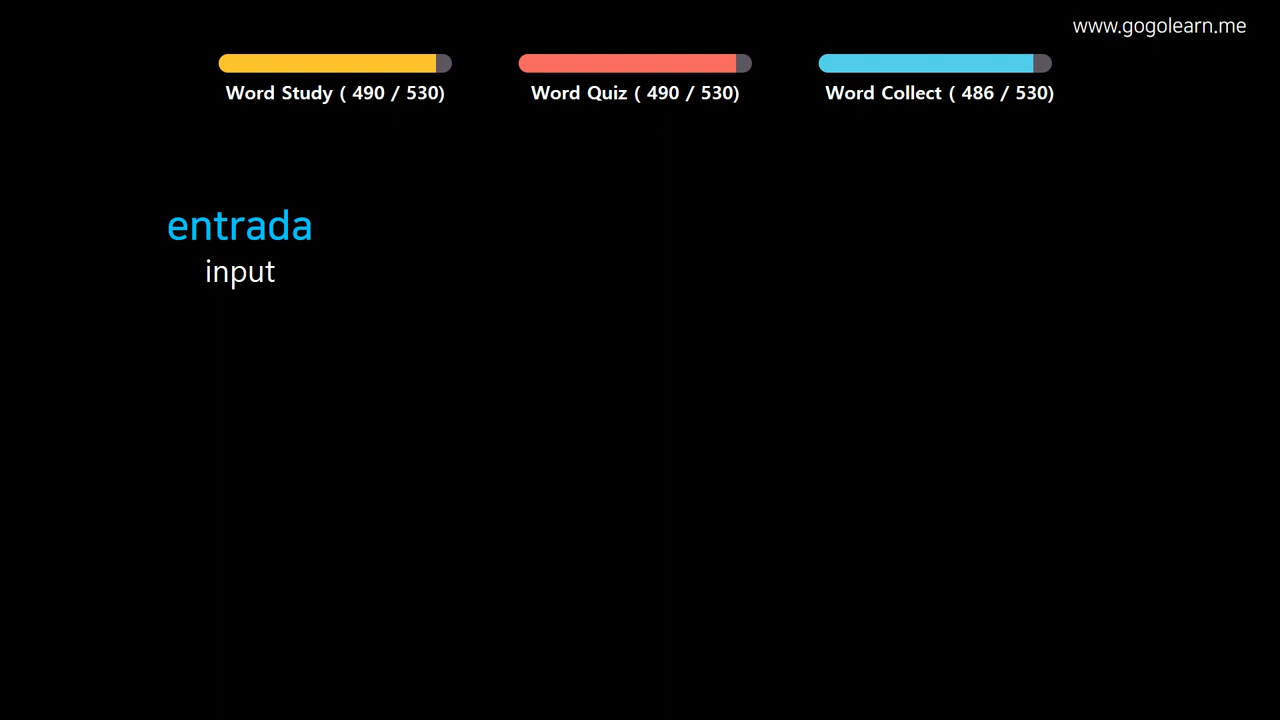 www.gogolearn.me
Word Study ( 490 / 530)
Word Quiz ( 490 / 530)
Word Collect ( 486 / 530)
entrada
input